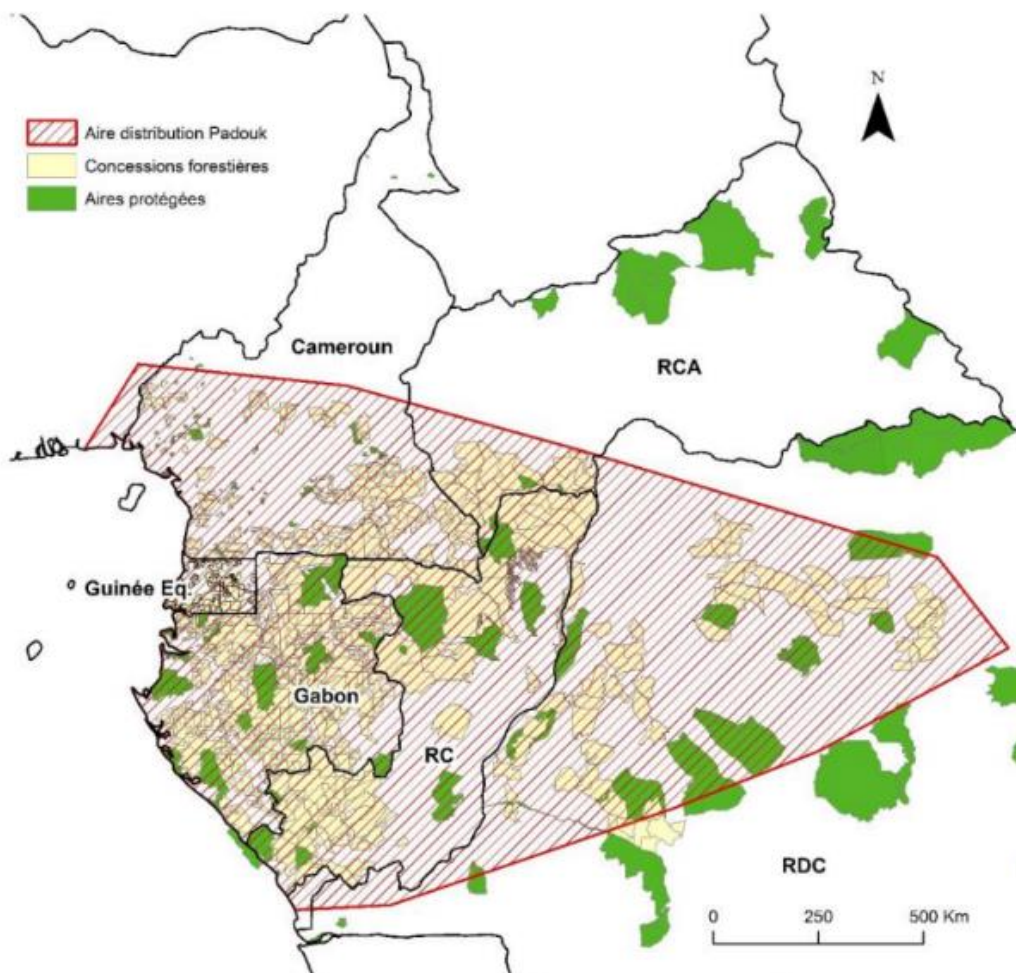 N
Aire distribution Padouk
Concessions forestières
Aires protégées
Cameroun
RCA
Guinée Eq.
Gabon
RC
RDC
0 250 500 Km